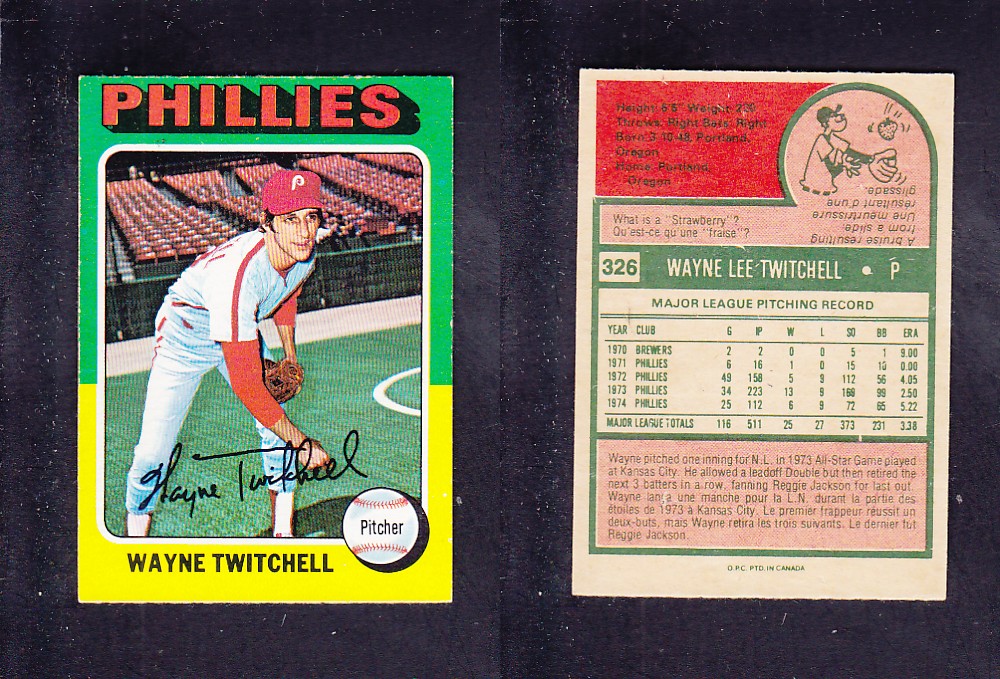 PHILLIES
Wayne Twitchell
Pitcher
WAYNE TWITCHELL
Height: 6'6" Weight: 230
Throws: Right Bats: Right
Born 3-10-48, Portland,
Oregon
Home: Portland,
Oregon
What is a "Strawberry"?
Qu'est-ce qu'une "fraise"?
A bruise resulting
from a slide.
Une meurtrissure
résultant d'une
glissade.
326 WAYNE LEE TWITCHELL • P
MAJOR LEAGUE PITCHING RECORD
YEAR CLUB G IP W L SO BB ERA
1970 BREWERS 2 2 0 0 5 1 9.00
1971 PHILLIES 6 16 1 0 15 10 0.00
1972 PHILLIES 49 158 5 9 112 56 4.05
1973 PHILLIES 34 223 13 9 169 99 2.50
1974 PHILLIES 25 112 6 9 72 65 5.22
MAJOR LEAGUE TOTALS 116 511 25 27 373 231 3.38
Wayne pitched one inning for N.L. in 1973 All-Star Game played
at Kansas City. He allowed a leadoff Double but then retired the
next 3 batters in a row, fanning Reggie Jackson for last out.
Wayne lança une manche pour la L.N. durant la partie des
étoiles de 1973 à Kansas City. Le premier frappeur réussit un
deux-buts, mais Wayne retira les trois suivants. Le dernier fut
Reggie Jackson.
O.P.C. PTD. IN CANADA